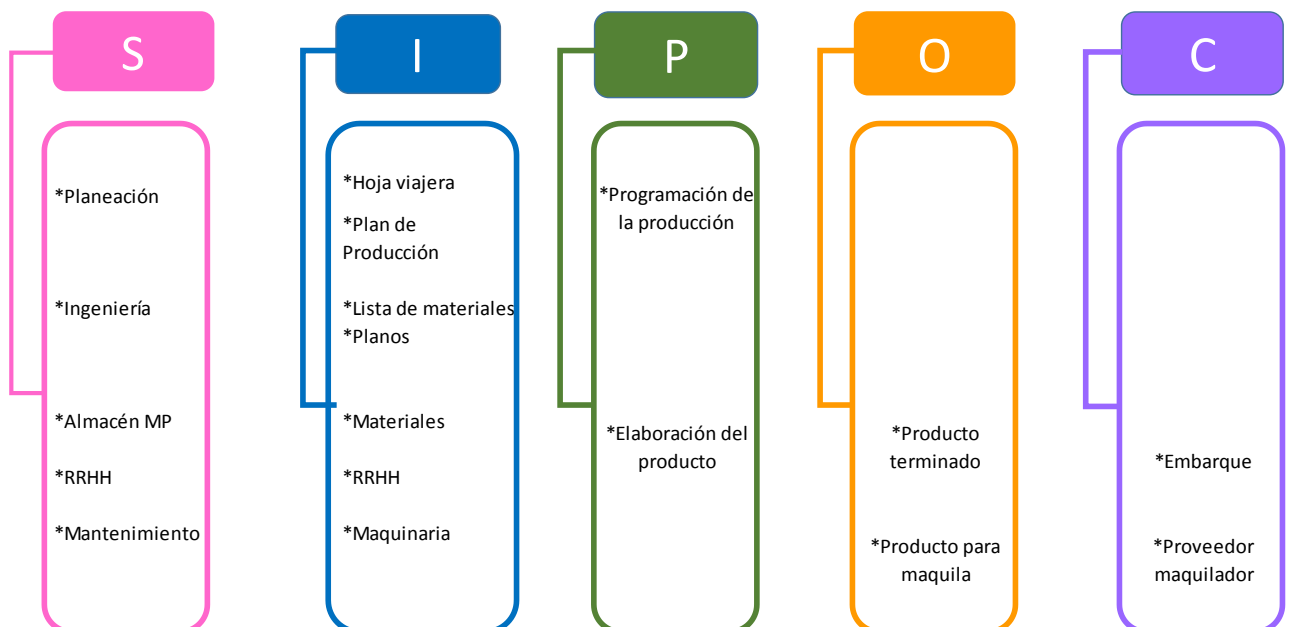 S
*Planeación
*Ingeniería
*Almacén MP
*RRHH
*Mantenimiento
I
*Hoja viajera
*Plan de
Producción
*Lista de materiales
*Planos
*Materiales
*RRHH
*Maquinaria
P
*Programación de
la producción
*Elaboración del
producto
O
*Producto
terminado
*Producto para
maquila
C
*Embarque
*Proveedor
maquilador